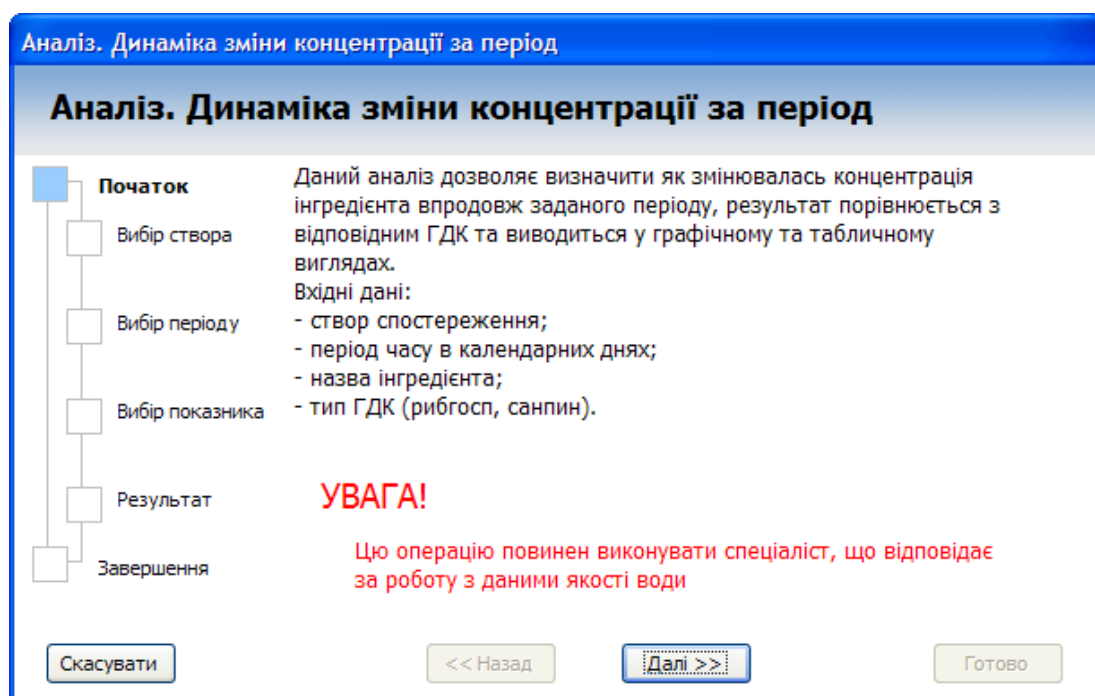 Аналіз. Динаміка зміни концентрації за період
Аналіз. Динаміка зміни концентрації за період
Початок
Вибір створа
Вибір періоду
Вибір показника
Результат
Завершення
Даний аналіз дозволяє визначити як змінювалась концентрація
інгредієнта впродовж заданого періоду, результат порівнюється з
відповідним ГДК та виводиться у графічному та табличному
виглядах.
Вхідні дані:
- створ спостереження;
- період часу в календарних днях;
- назва інгредієнта;
- тип ГДК (рибгосп, санпин).
УВАГА!
Цю операцію повинен виконувати спеціаліст, що відповідає
за роботу з даними якості води
Скасувати
<< Назад
Далі >>
Готово